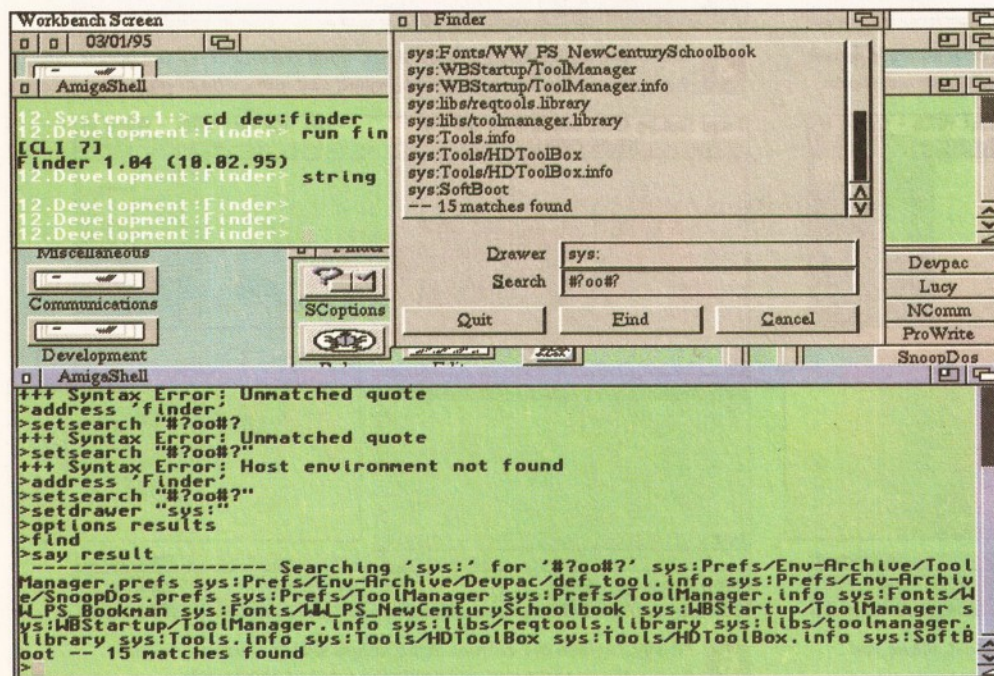 Workbench Screen
03/01/95
AmigaShell
12.System3.1:> cd dev:finder
12.Development:Finder> run fin
[CLI 7]
Finder 1.04 (10.02.95)
12.Development:Finder> string
12.Development:Finder>
12.Development:Finder>
12.Development:Finder>
Finder
sys:Fonts/WW_PS_NewCenturySchoolbook
sys:WBStartup/ToolManager
sys:WBStartup/ToolManager.info
sys:libs/reqtools.library
sys:libs/toolmanager.library
sys:Tools.info
sys:Tools/HDToolBox
sys:Tools/HDToolBox.info
sys:SoftBoot
-- 15 matches found
Drawer sys:
Search #?oo#?
Quit Find Cancel
Miscellaneous
Communications
Development
SCoptions
Devpac
Lucy
NComm
ProWrite
SnoopDos
AmigaShell
+++ Syntax Error: Unmatched quote
>address 'finder'
>setsearch "#?oo#?
+++ Syntax Error: Unmatched quote
>setsearch "#?oo#?"
+++ Syntax Error: Host environment not found
>address 'Finder'
>setsearch "#?oo#?"
>setdrawer "sys:"
>options results
>find
>say result
------------------- Searching 'sys:' for '#?oo#?' sys:Prefs/Env-Archive/Tool
Manager.prefs sys:Prefs/Env-Archive/Devpac/def_tool.info sys:Prefs/Env-Archiv
e/SnoopDos.prefs sys:Prefs/ToolManager sys:Prefs/ToolManager.info sys:Fonts/W
W_PS_Bookman sys:Fonts/WW_PS_NewCenturySchoolbook sys:WBStartup/ToolManager s
ys:WBStartup/ToolManager.info sys:libs/reqtools.library sys:libs/toolmanager.
library sys:Tools.info sys:Tools/HDToolBox sys:Tools/HDToolBox.info sys:SoftB
oot -- 15 matches found
>